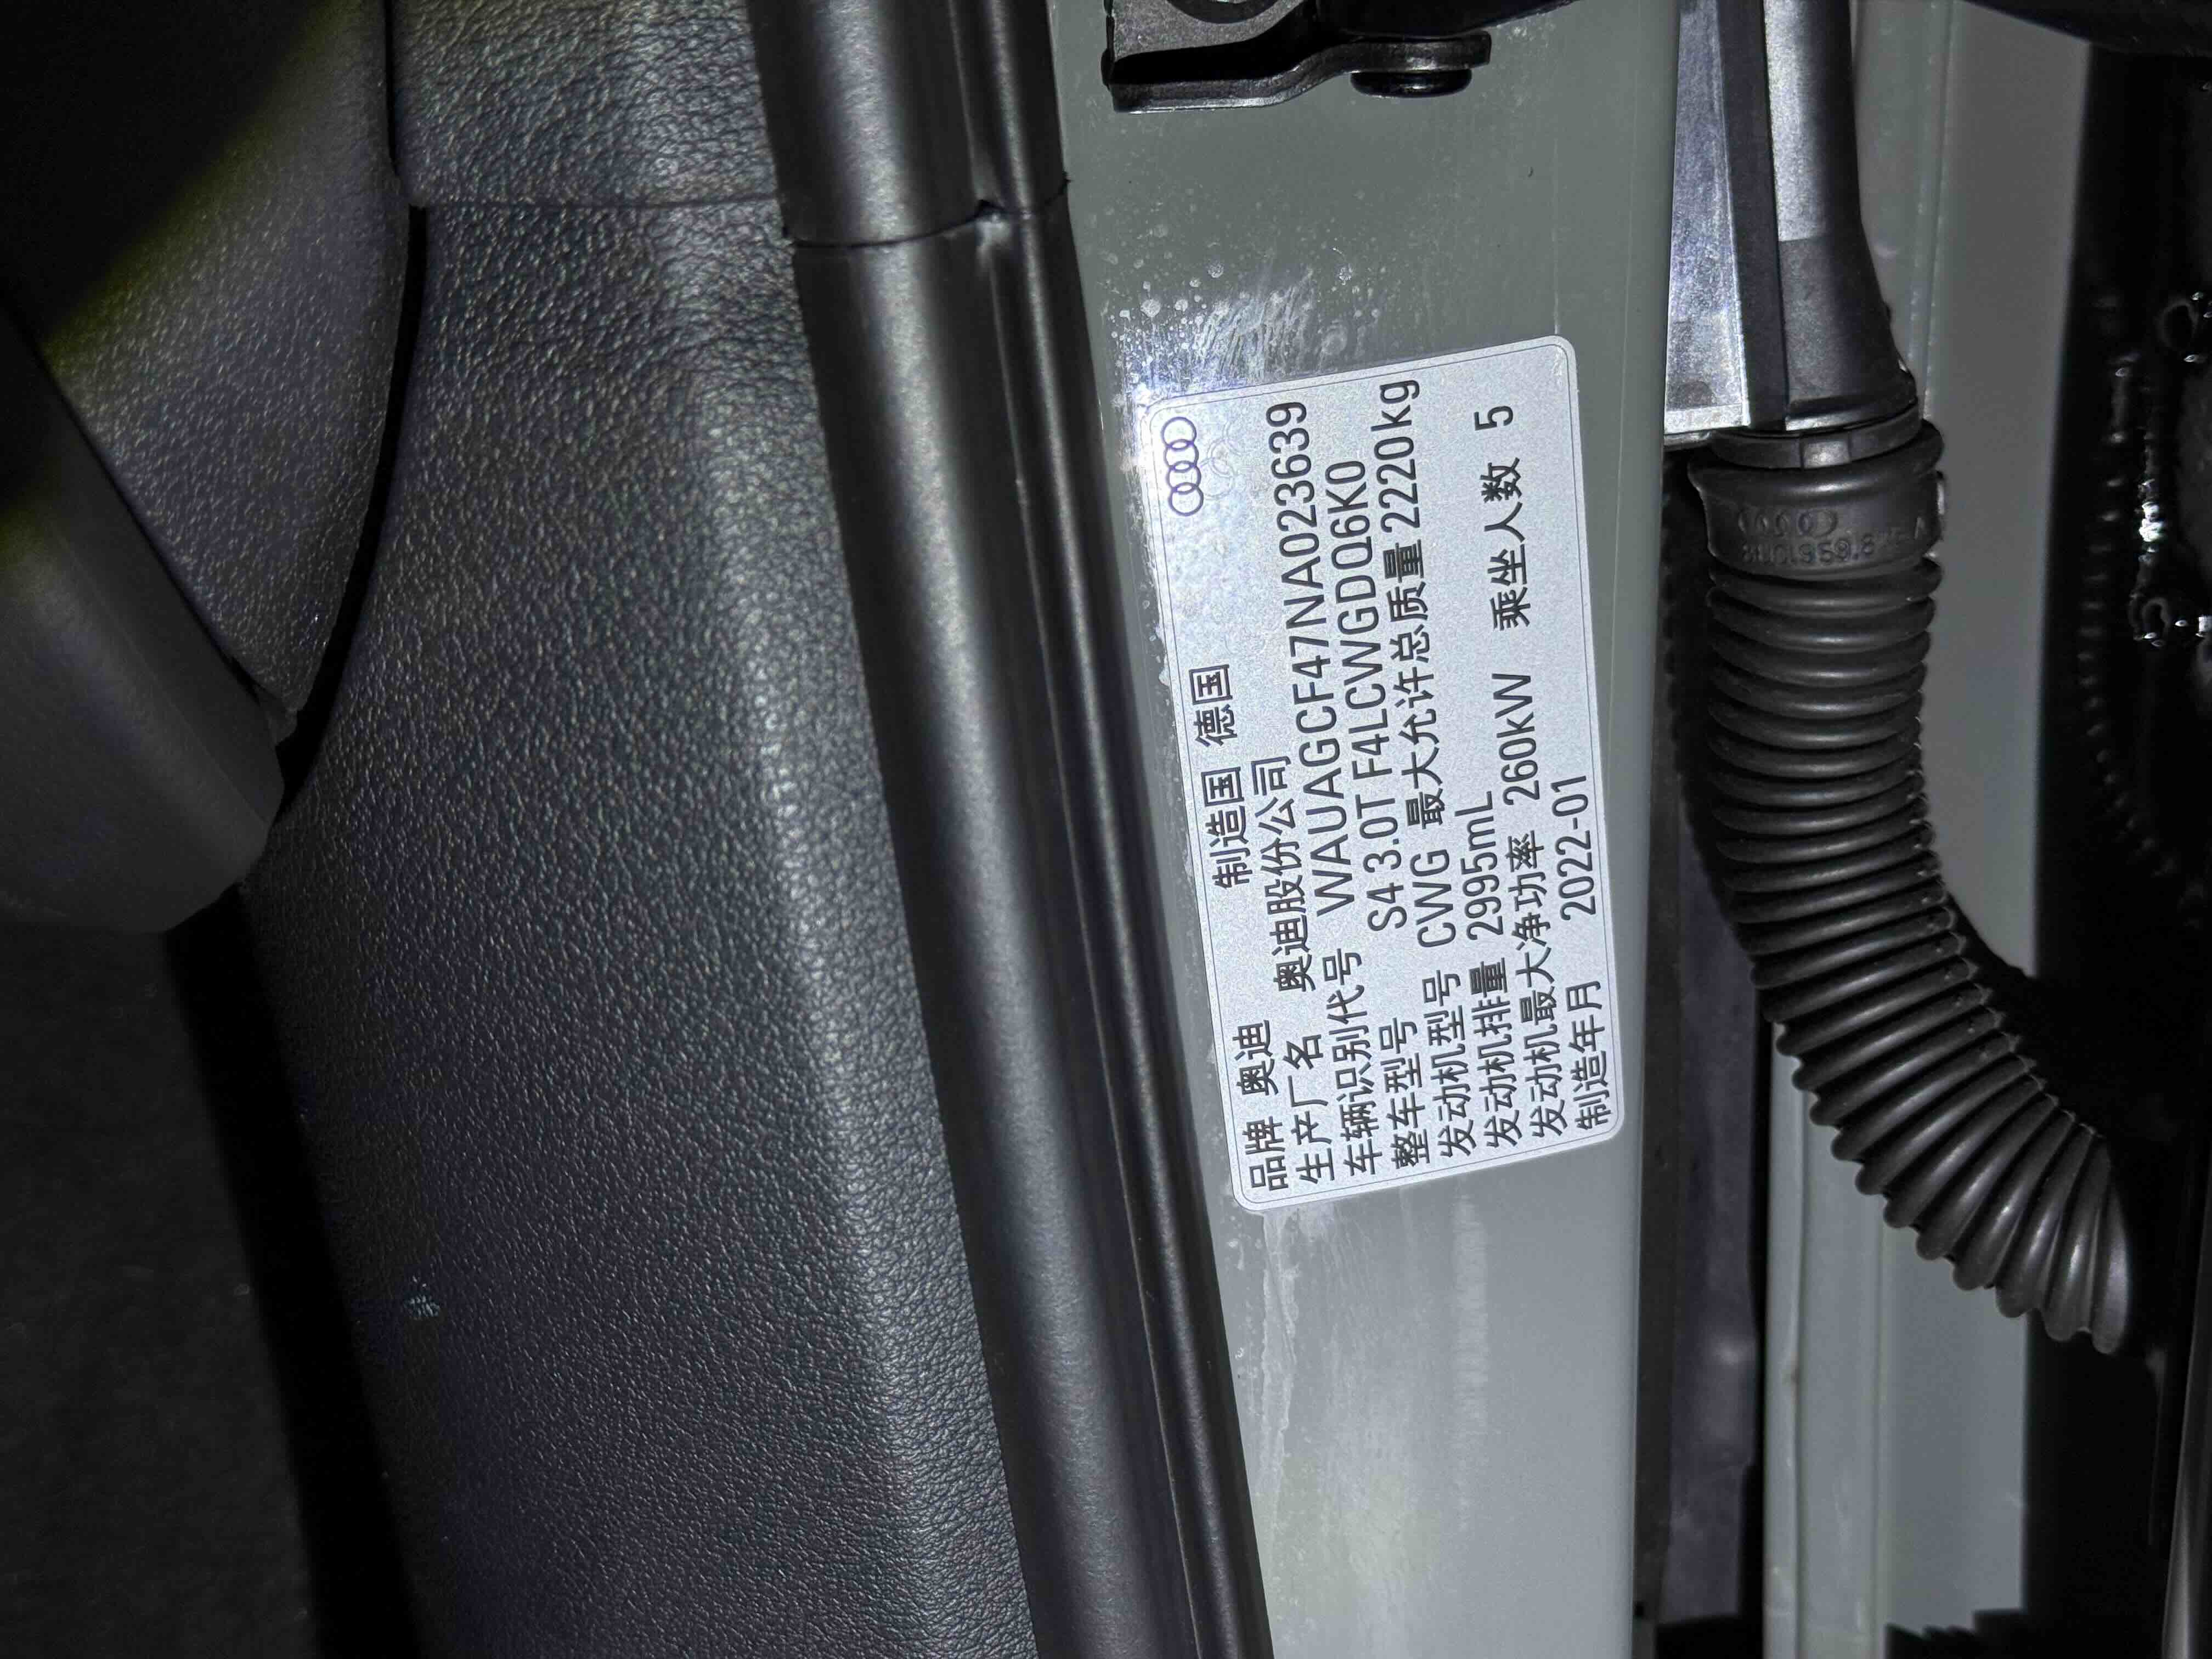 品牌 奥迪 制造国 德国
生产厂名 奥迪股份公司
车辆识别代号 WAUAGCF47NA023639
整车型号 S4 3.0T F4LCWGDQ6K0
发动机型号 CWG 最大允许总质量 2220kg
发动机排量 2995mL
发动机最大净功率 260kW 乘坐人数 5
制造年月 2022-01